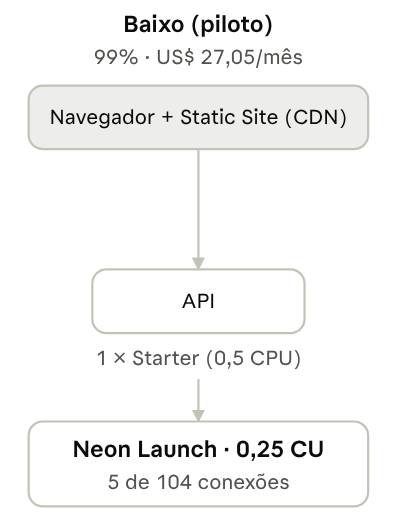 Baixo (piloto)
99% · US$ 27,05/mês
Navegador + Static Site (CDN)
API
1 × Starter (0,5 CPU)
Neon Launch · 0,25 CU
5 de 104 conexões